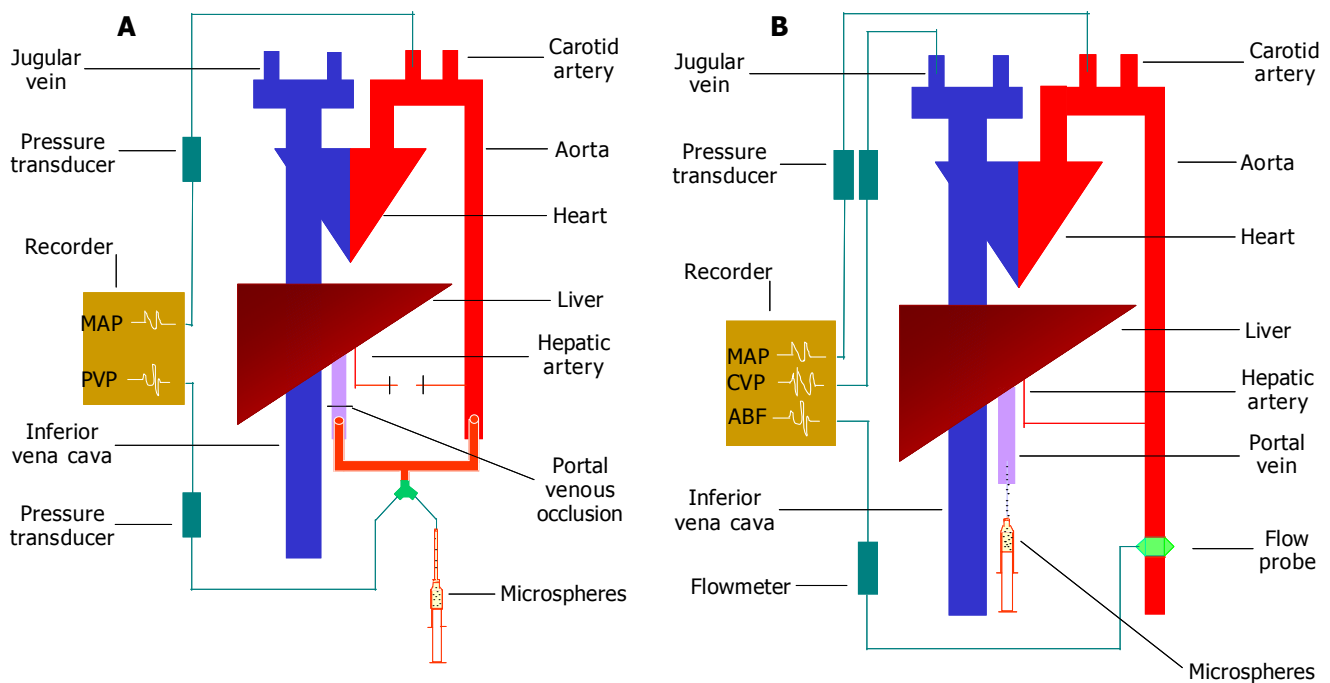 A
Jugular
vein
Carotid
artery
Pressure
transducer
Aorta
Heart
Recorder
MAP
PVP
Liver
Hepatic
artery
Inferior
vena cava
Portal
venous
occlusion
Pressure
transducer
Microspheres
B
Jugular
vein
Carotid
artery
Pressure
transducer
Aorta
Heart
Recorder
MAP
CVP
ABF
Liver
Hepatic
artery
Portal
vein
Inferior
vena cava
Flow
probe
Flowmeter
Microspheres